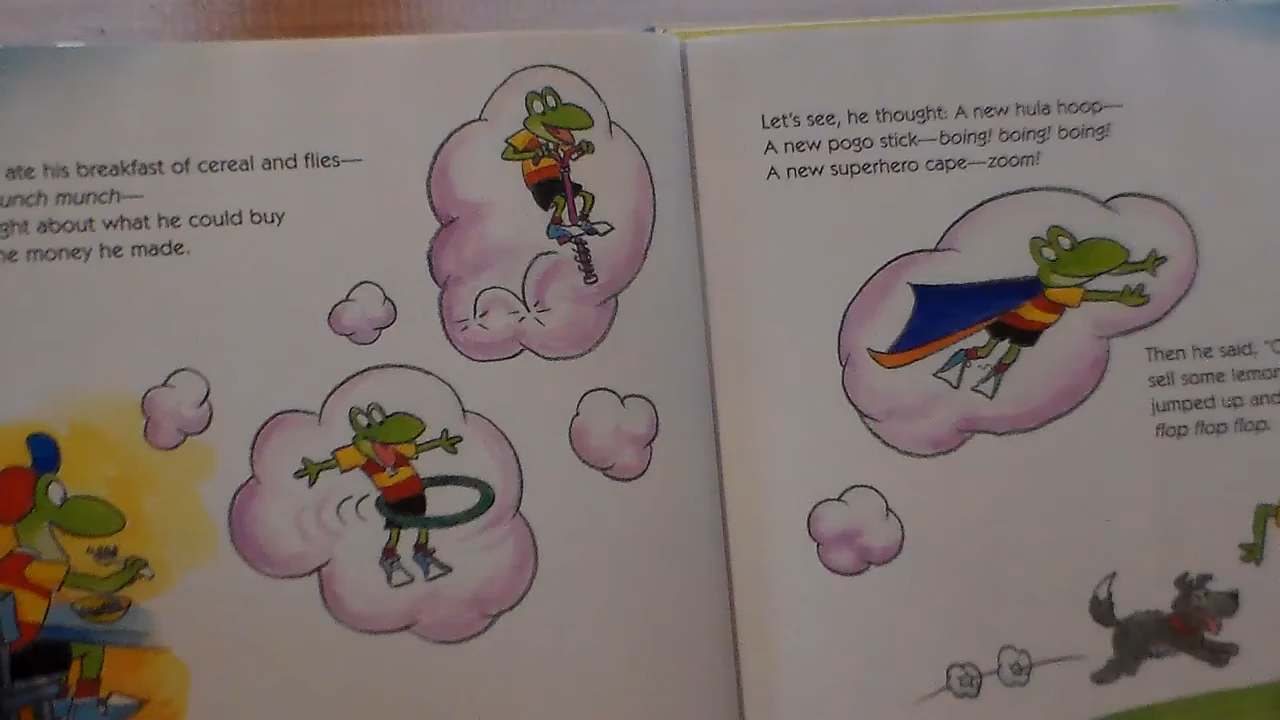 ate his breakfast of cereal and flies—
unch munch—
ght about what he could buy
he money he made.
Let's see, he thought: A new hula hoop—
A new pogo stick—boing! boing! boing!
A new superhero cape—zoom!
Then he said, "
sell some lemon
jumped up and
flop flop flop.